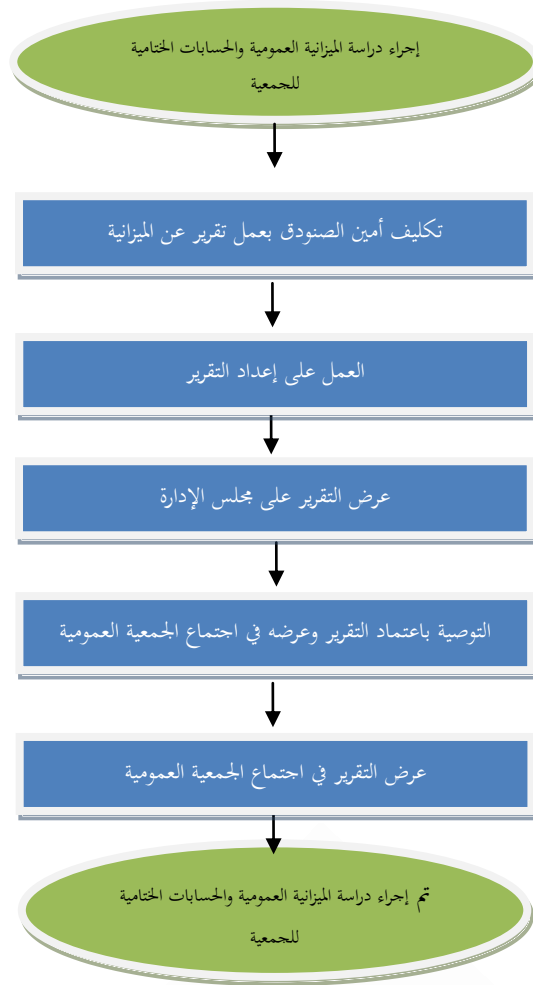 إجراء دراسة الميزانية العمومية والحسابات الختامية
للجمعية
تكليف أمين الصنودق بعمل تقرير عن الميزانية
العمل على إعداد التقرير
عرض التقرير على مجلس الإدارة
التوصية باعتماد التقرير وعرضه في اجتماع الجمعية العمومية
عرض التقرير في اجتماع الجمعية العمومية
تم إجراء دراسة الميزانية العمومية والحسابات الختامية
للجمعية